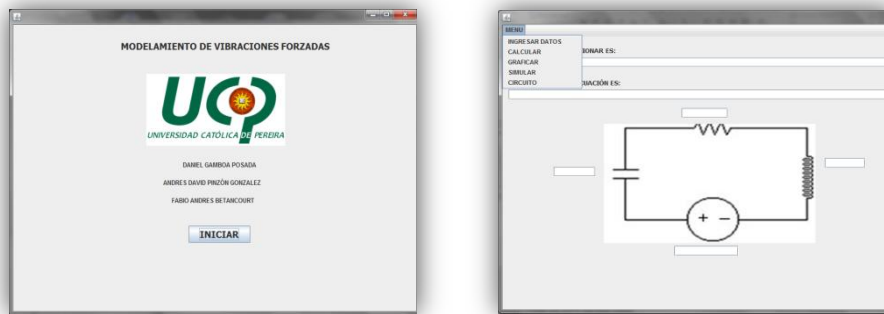 MODELAMIENTO DE VIBRACIONES FORZADAS
UCP
UNIVERSIDAD CATÓLICA DE PEREIRA
DANIEL GAMBOA POSADA
ANDRES DAVID PINZÓN GONZALEZ
FABIO ANDRES BETANCOURT
INICIAR
MENU
INGRESAR DATOS
CALCULAR
GRAFICAR
SIMULAR
CIRCUITO
IONAR ES:
UACIÓN ES:
+ −